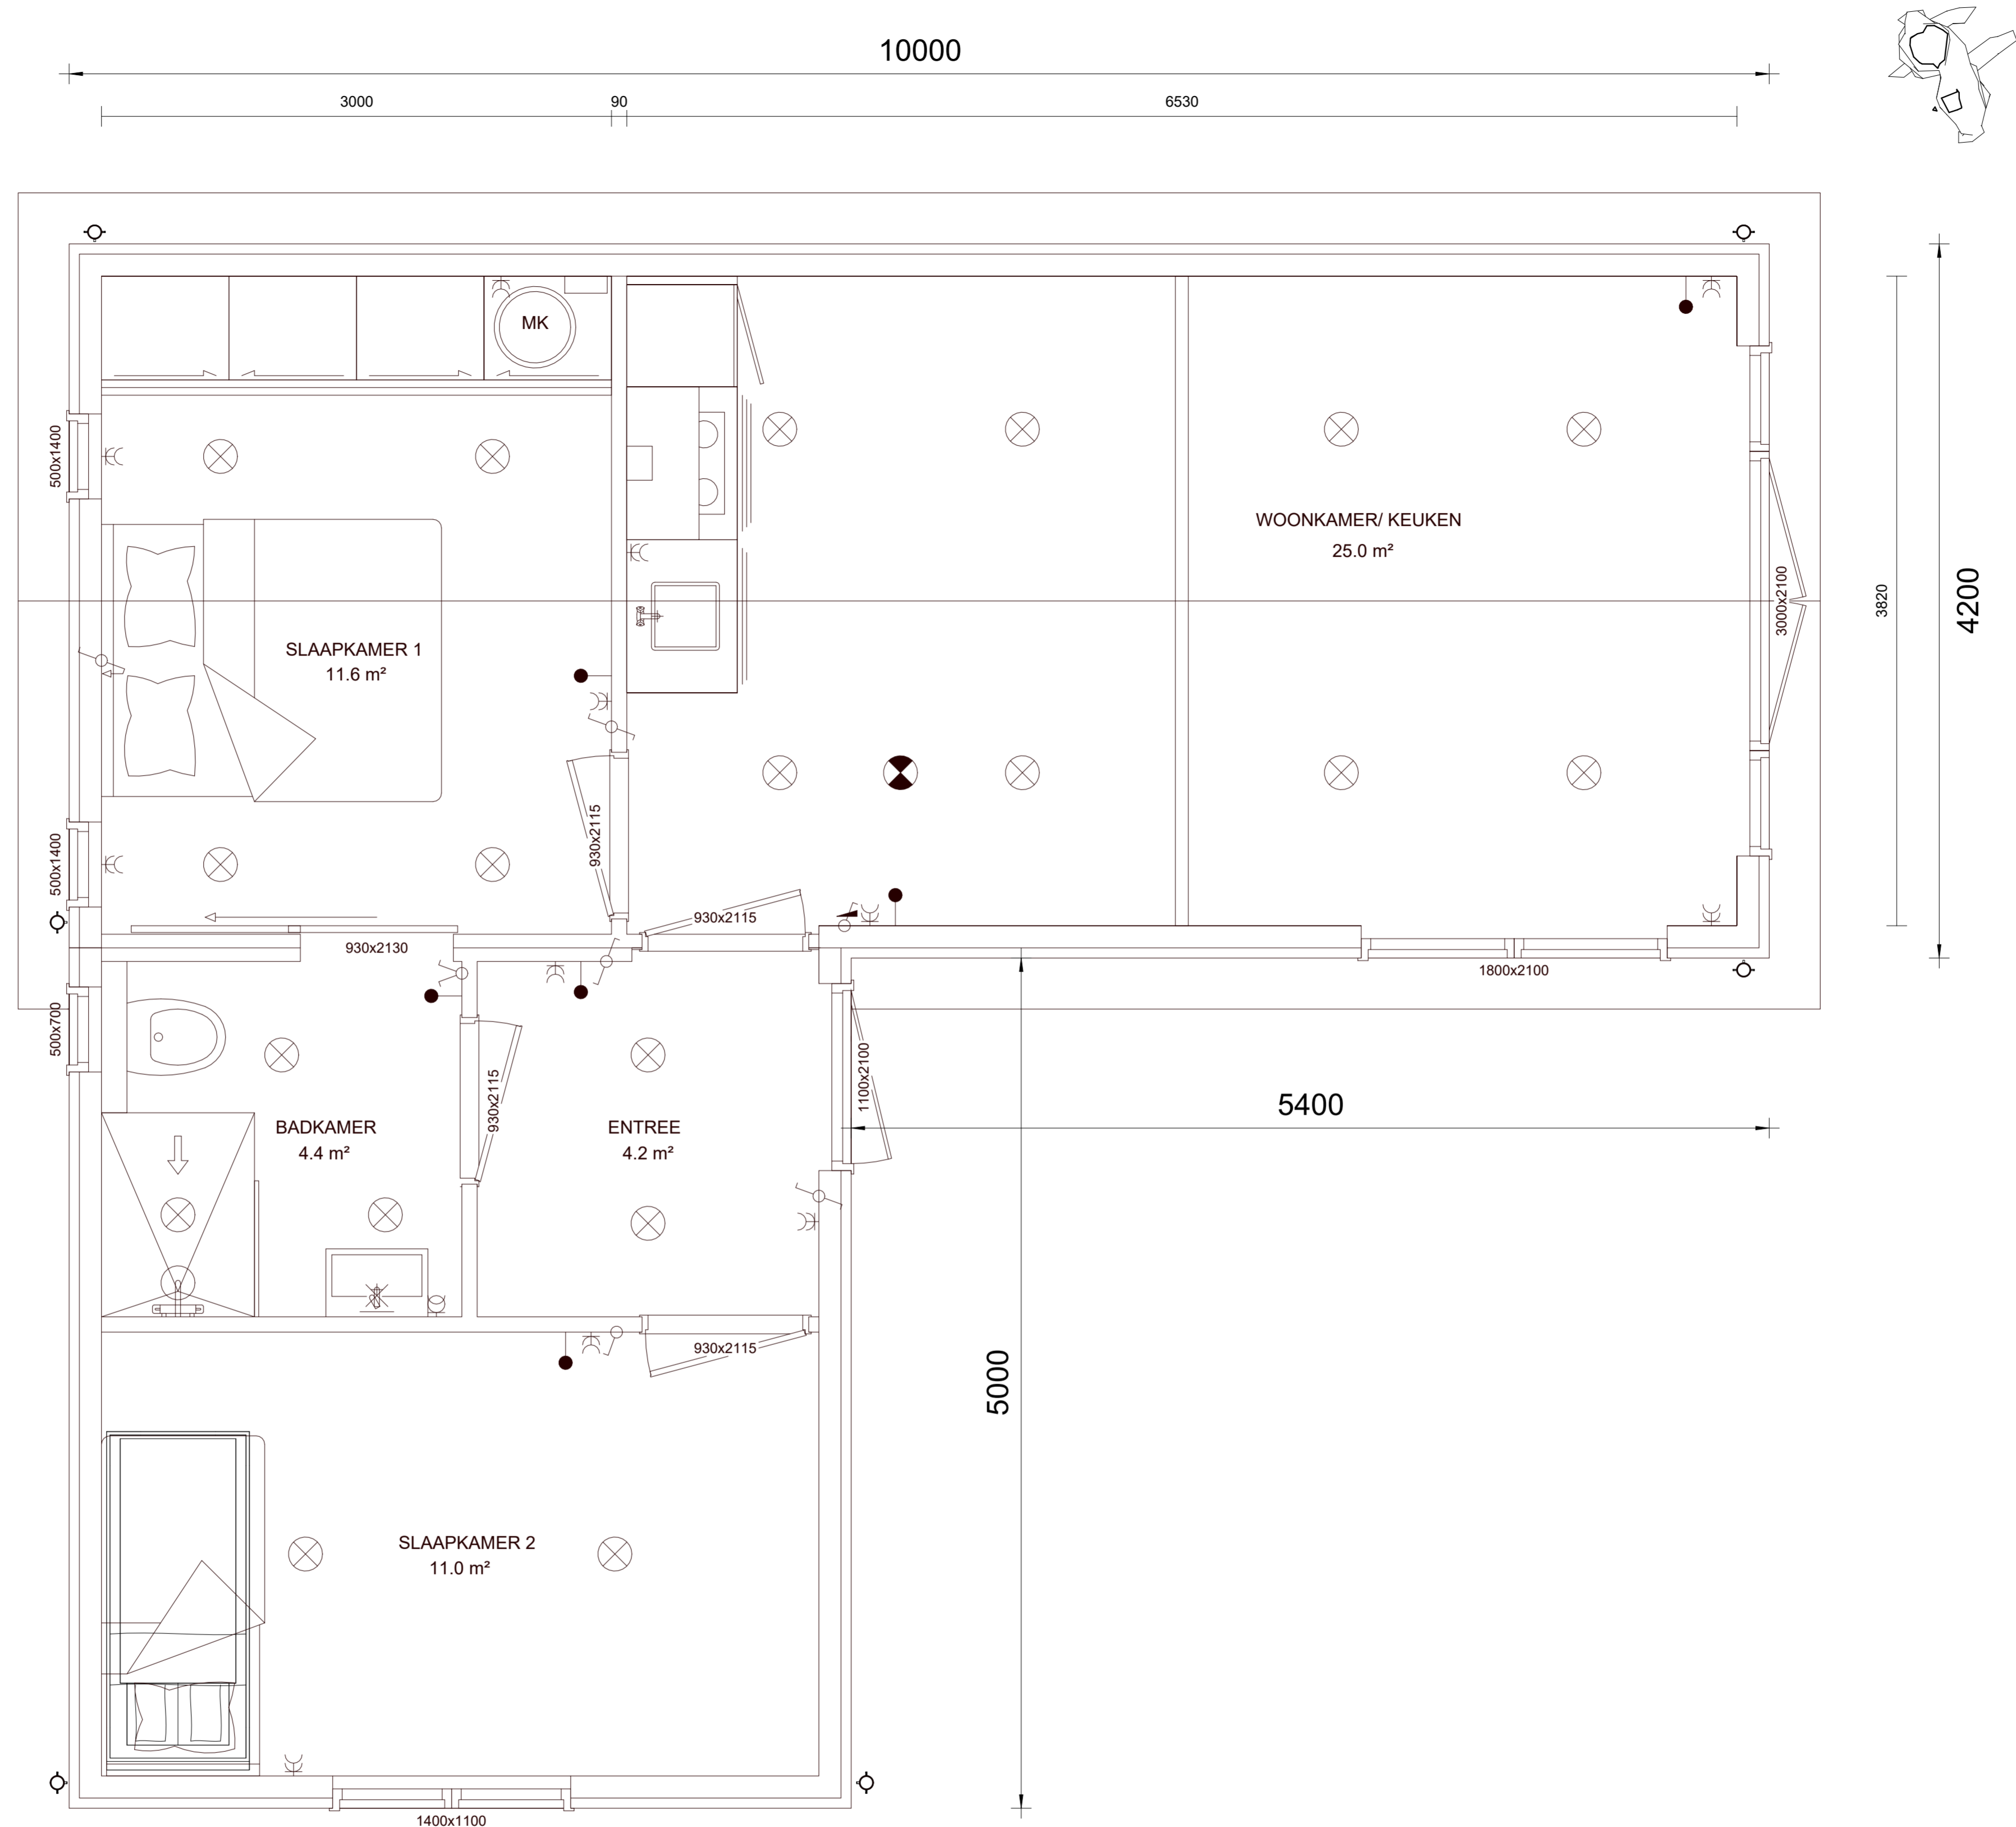 10000
3000
90
6530
MK
500x1400
WOONKAMER/ KEUKEN
25.0 m²
3000x2100
3820
4200
SLAAPKAMER 1
11.6 m²
930x2115
500x1400
930x2115
930x2130
1800x2100
500x700
1100x2100
930x2115
5400
BADKAMER
4.4 m²
ENTREE
4.2 m²
930x2115
5000
SLAAPKAMER 2
11.0 m²
1400x1100